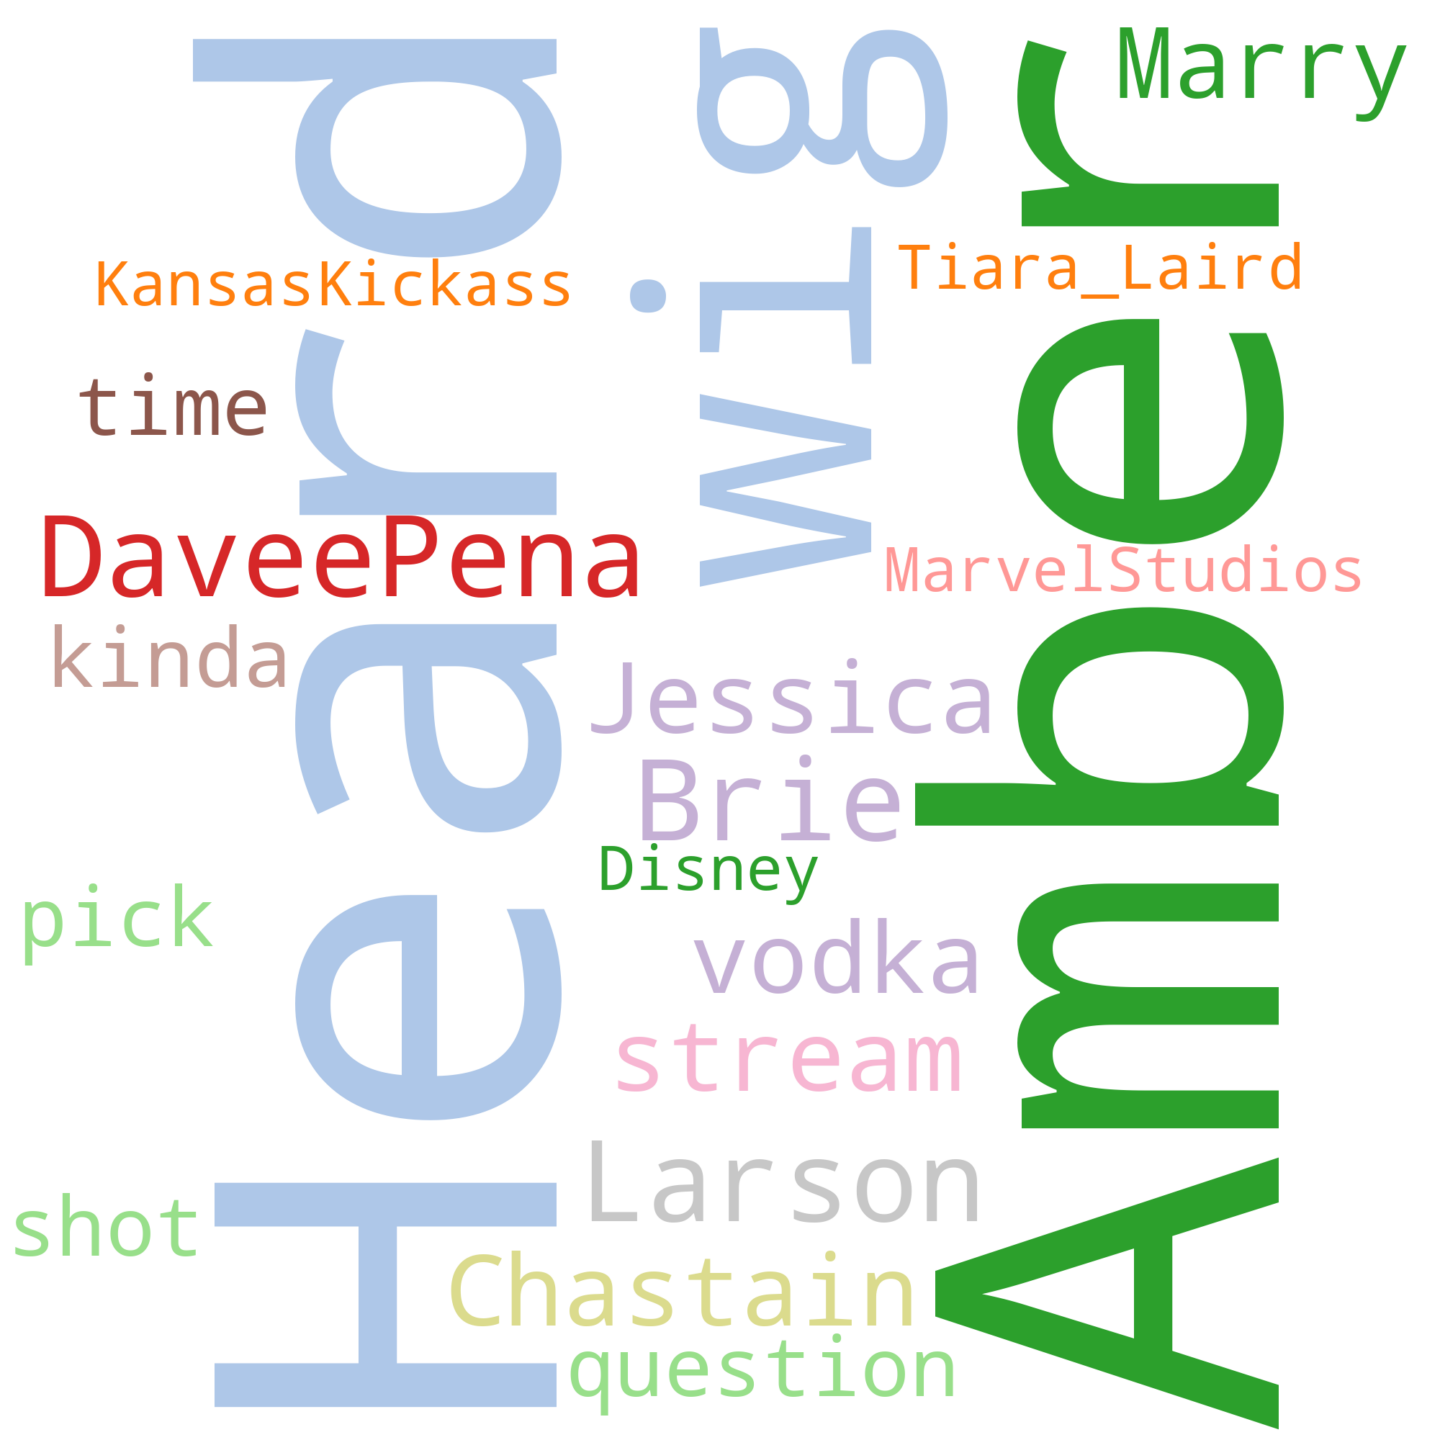 Heard
wig
Amber
Marry
KansasKickass
Tiara_Laird
time
DaveePena
MarvelStudios
kinda
Jessica
Brie
Disney
pick
vodka
stream
Larson
shot
Chastain
question